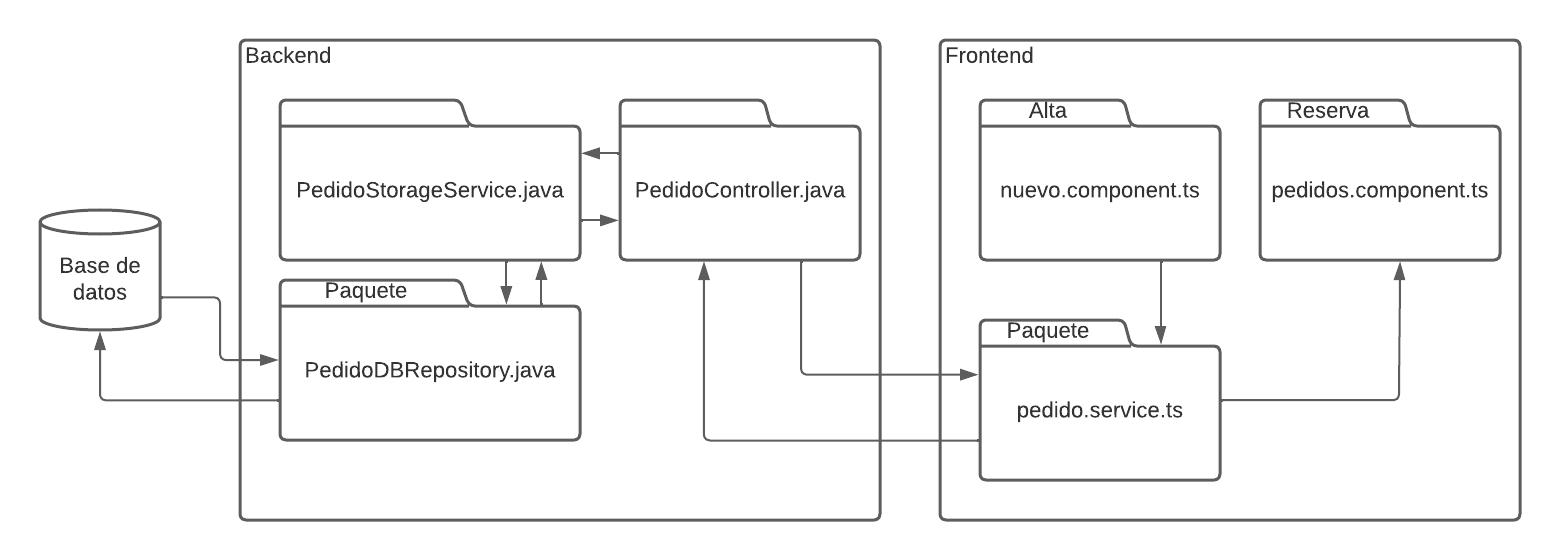 Backend
PedidoStorageService.java
PedidoController.java
Paquete
PedidoDBRepository.java
Base de
datos
Frontend
Alta
nuevo.component.ts
Reserva
pedidos.component.ts
Paquete
pedido.service.ts